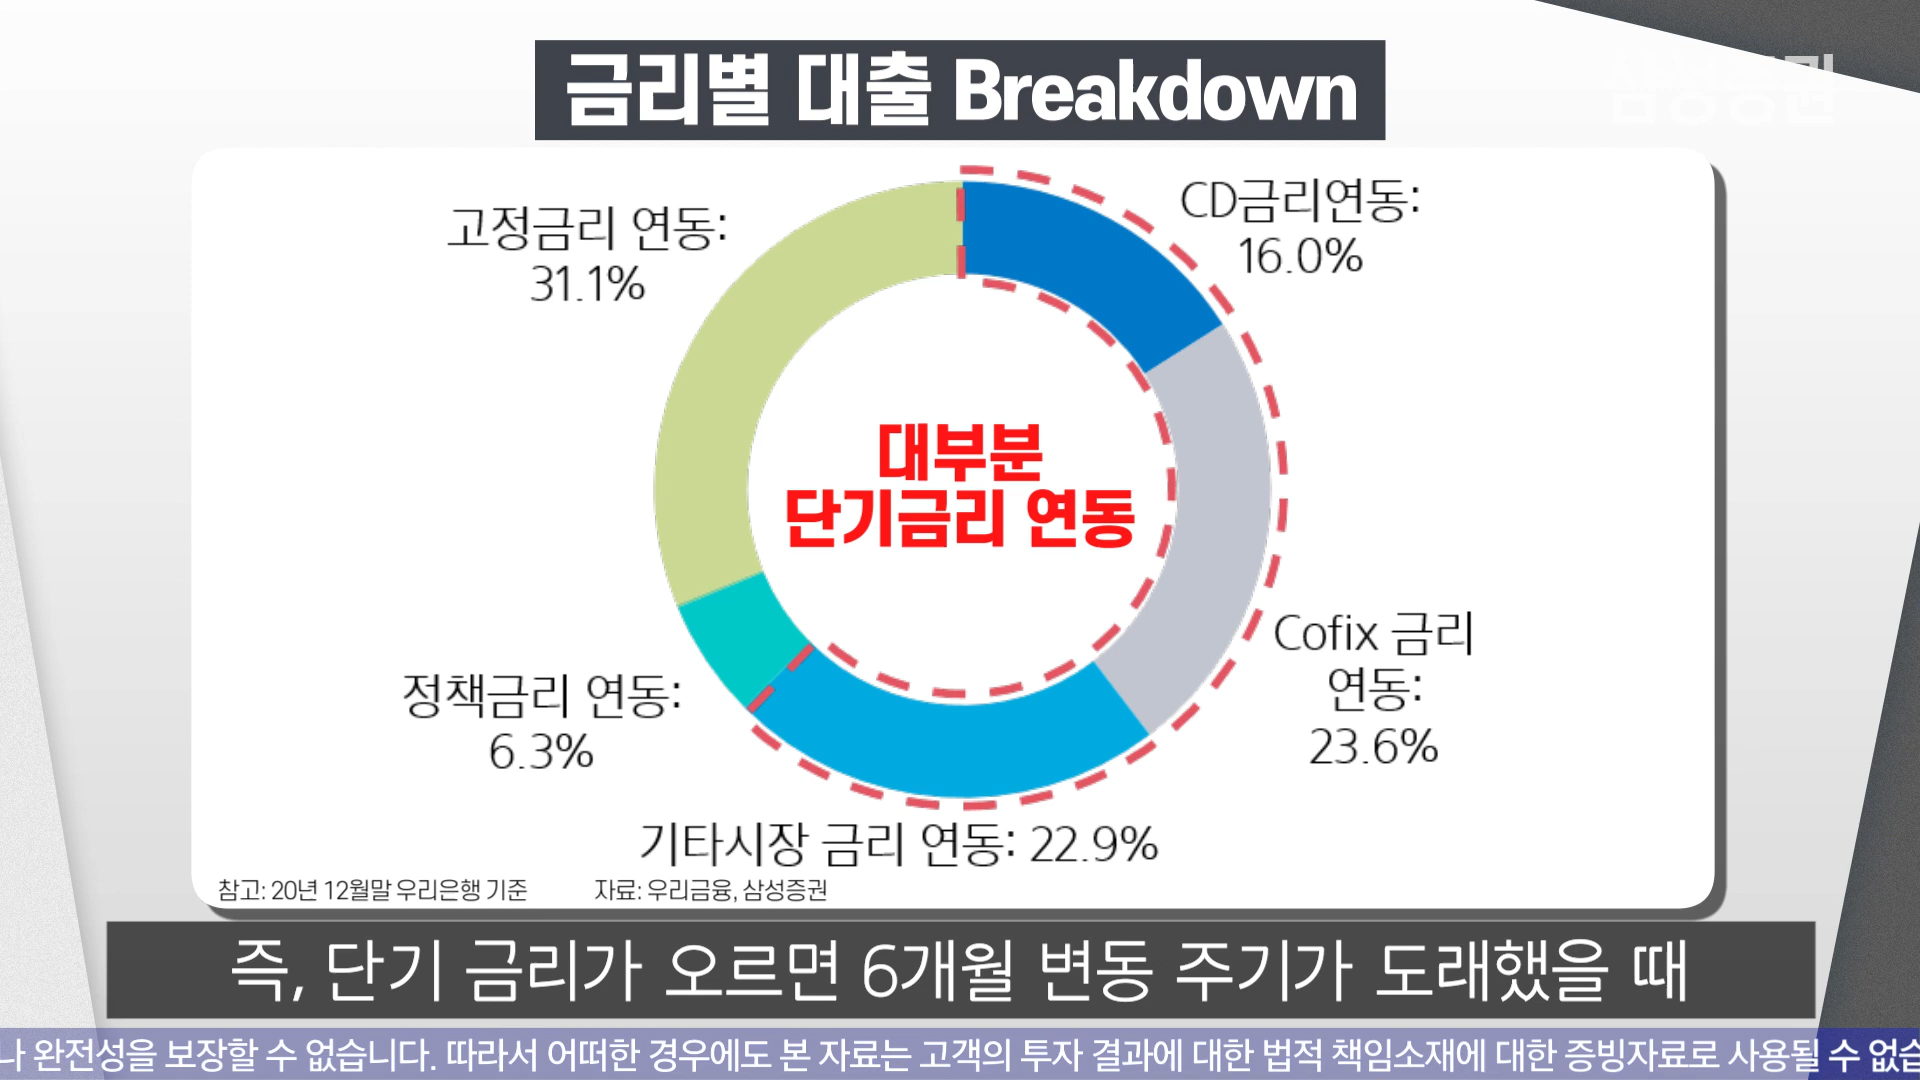 금리별 대출 Breakdown
삼성증권
고정금리 연동:
31.1%
CD금리연동:
16.0%
대부분
단기금리 연동
Cofix 금리
연동:
23.6%
정책금리 연동:
6.3%
기타시장 금리 연동: 22.9%
참고: 20년 12월말 우리은행 기준
자료: 우리금융, 삼성증권
즉, 단기 금리가 오르면 6개월 변동 주기가 도래했을 때
나 완전성을 보장할 수 없습니다. 따라서 어떠한 경우에도 본 자료는 고객의 투자 결과에 대한 법적 책임소재에 대한 증빙자료로 사용될 수 없습